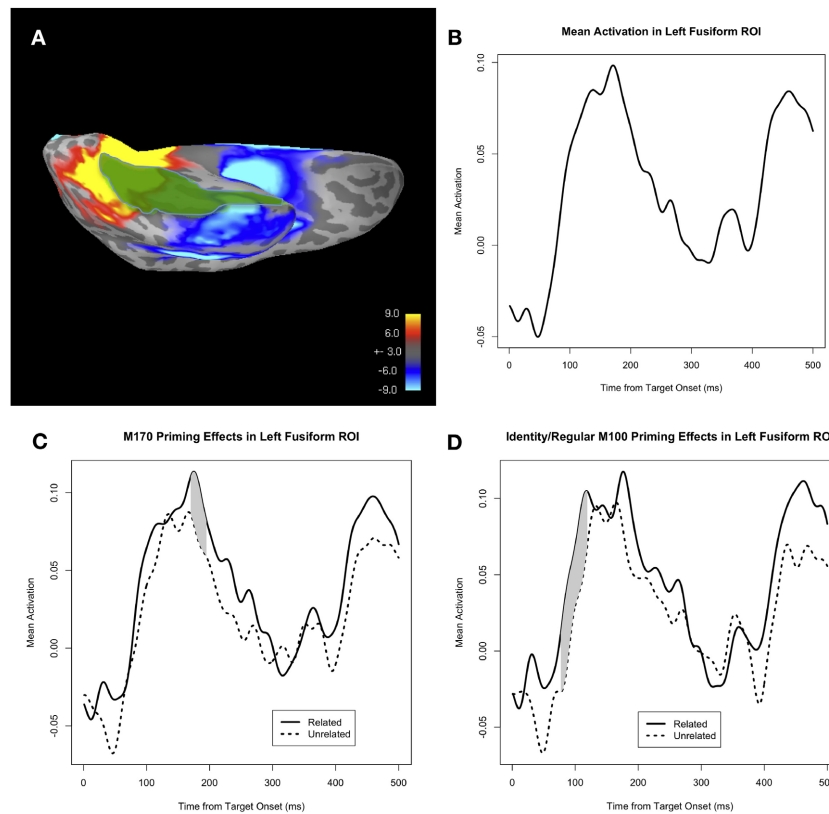 A
9.0
6.0
+- 3.0
-6.0
-9.0
B
Mean Activation in Left Fusiform ROI
Mean Activation
0.10
0.05
0.00
-0.05
0 100 200 300 400 500
Time from Target Onset (ms)
C
M170 Priming Effects in Left Fusiform ROI
Mean Activation
0.10
0.05
0.00
-0.05
Related
Unrelated
0 100 200 300 400 500
Time from Target Onset (ms)
D
Identity/Regular M100 Priming Effects in Left Fusiform
Mean Activation
0.10
0.05
0.00
-0.05
Related
Unrelated
0 100 200 300 400
Time from Target Onset (ms)